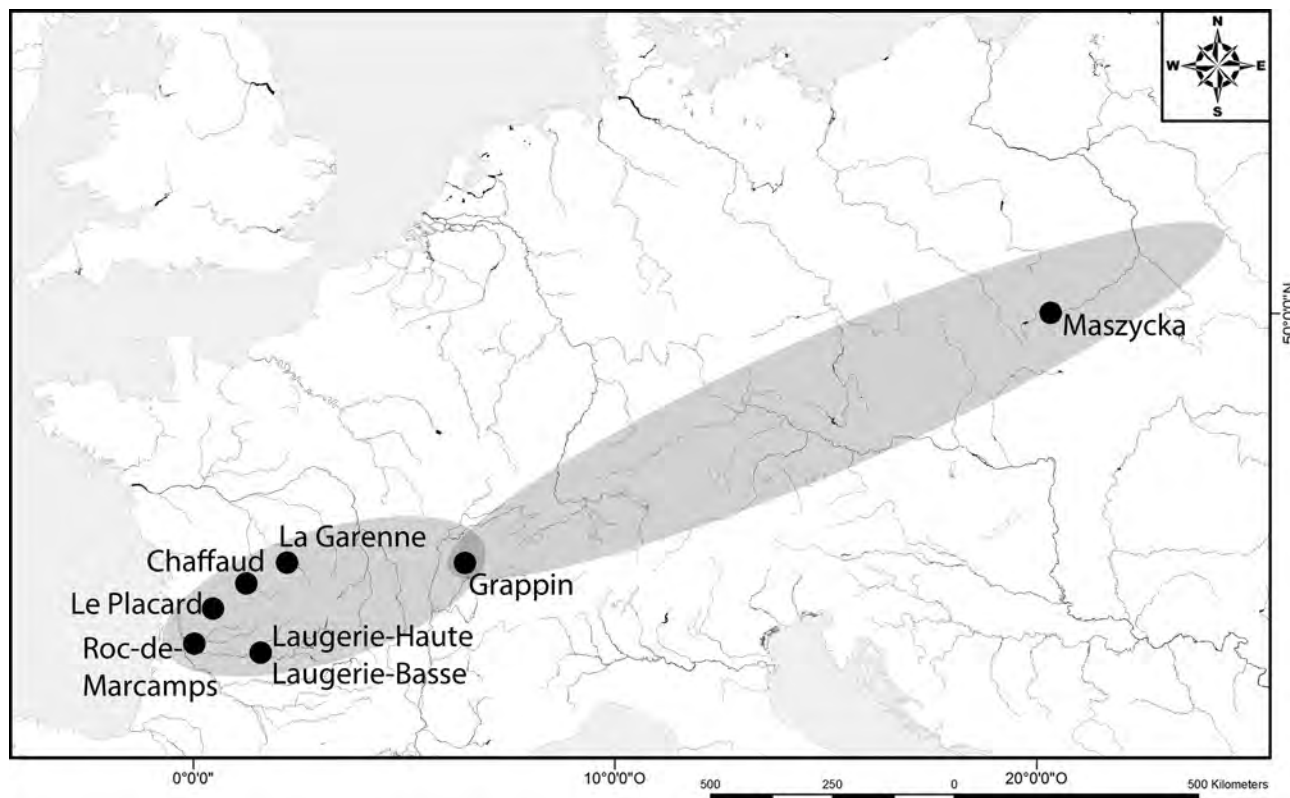 N
W E
S
Maszycka
50°0'0"N
La Garenne
Chaffaud
Grappin
Le Placard
Roc-de-
Marcamps
Laugerie-Haute
Laugerie-Basse
0°0'0"
10°0'0"O
20°0'0"O
500 250 0 500 Kilometers